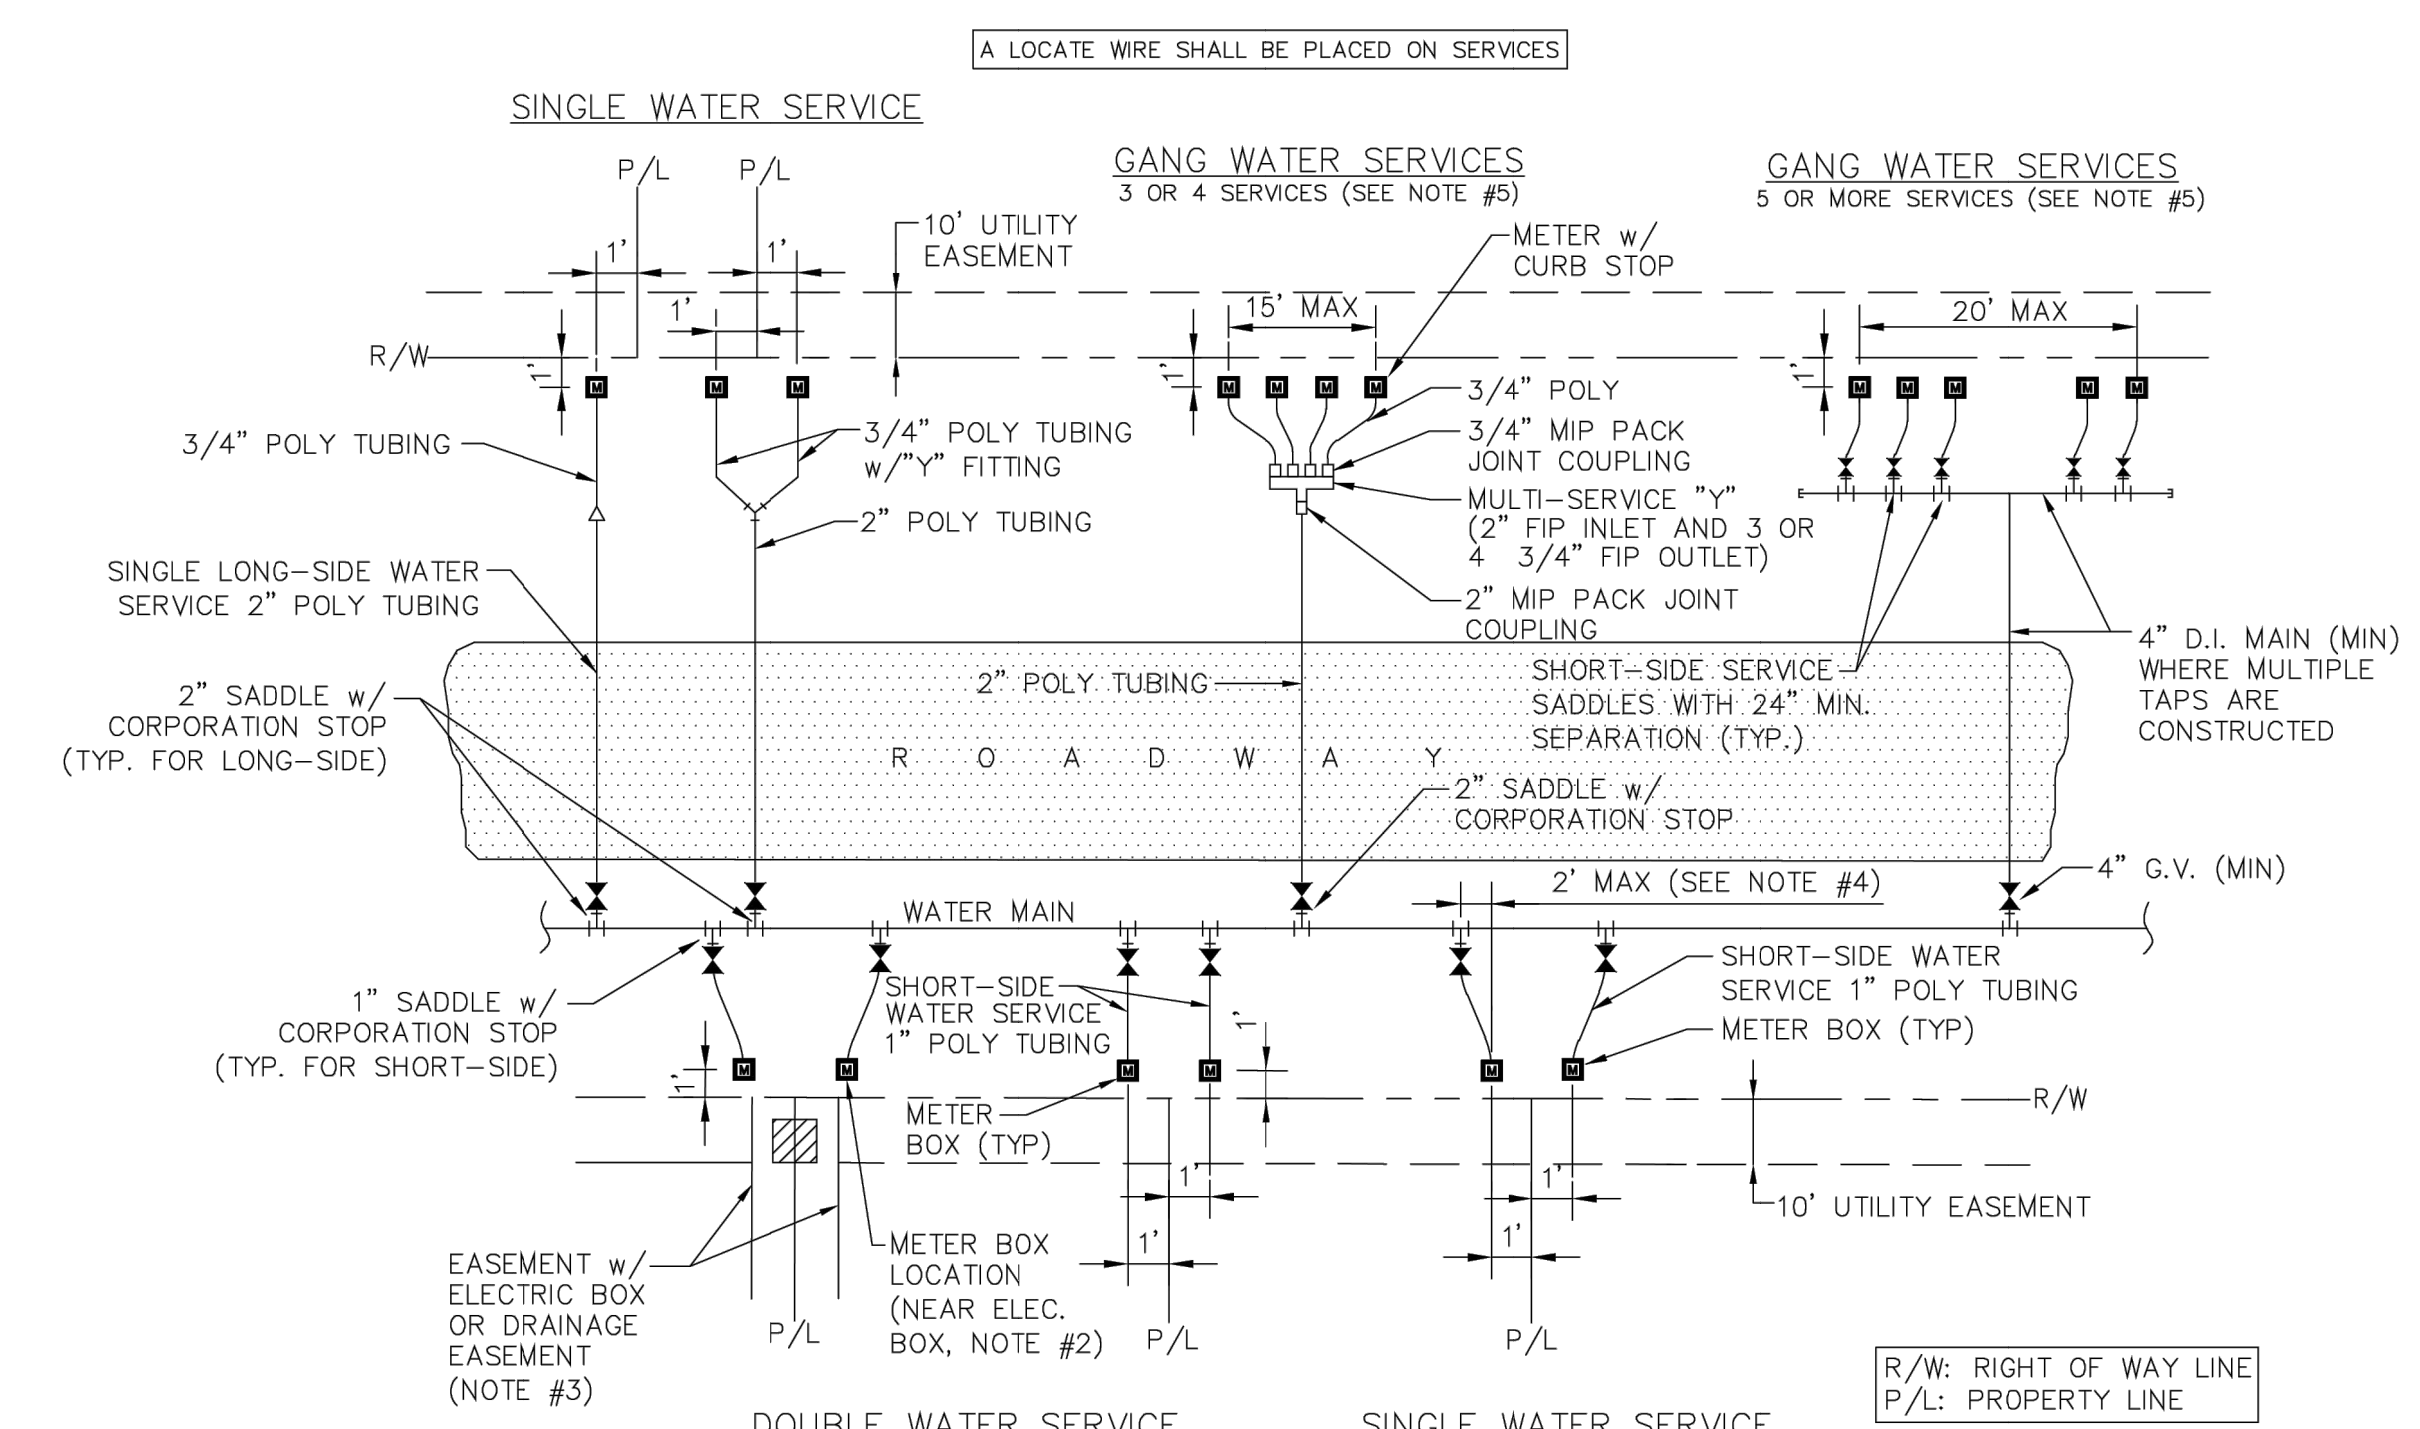 A LOCATE WIRE SHALL BE PLACED ON SERVICES
SINGLE WATER SERVICE
P/L
P/L
GANG WATER SERVICES
3 OR 4 SERVICES (SEE NOTE #5)
GANG WATER SERVICES
5 OR MORE SERVICES (SEE NOTE #5)
1'
1'
10' UTILITY
EASEMENT
METER w/
CURB STOP
1'
15' MAX
20' MAX
R/W
1'
1'
1'
M
M
M
M
M
M
M
M
M
M
M
M
3/4" POLY TUBING
3/4" POLY TUBING
w/"Y" FITTING
2" POLY TUBING
3/4" POLY
3/4" MIP PACK
JOINT COUPLING
MULTI-SERVICE "Y"
(2" FIP INLET AND 3 OR
4 3/4" FIP OUTLET)
2" MIP PACK JOINT
COUPLING
SINGLE LONG-SIDE WATER
SERVICE 2" POLY TUBING
4" D.I. MAIN (MIN)
WHERE MULTIPLE
TAPS ARE
CONSTRUCTED
2" SADDLE w/
CORPORATION STOP
(TYP. FOR LONG-SIDE)
2" POLY TUBING
SHORT-SIDE SERVICE
SADDLES WITH 24" MIN.
SEPARATION (TYP.)
R O A D W A Y
2" SADDLE w/
CORPORATION STOP
4" G.V. (MIN)
2' MAX (SEE NOTE #4)
WATER MAIN
1" SADDLE w/
CORPORATION STOP
(TYP. FOR SHORT-SIDE)
SHORT-SIDE
WATER SERVICE
1" POLY TUBING
SHORT-SIDE WATER
SERVICE 1" POLY TUBING
METER BOX (TYP)
1'
1'
M
M
M
M
M
M
METER
BOX (TYP)
R/W
1'
1'
10' UTILITY EASEMENT
1'
1'
EASEMENT w/
ELECTRIC BOX
OR DRAINAGE
EASEMENT
(NOTE #3)
P/L
METER BOX
LOCATION
(NEAR ELEC.
BOX, NOTE #2)
P/L
P/L
R/W: RIGHT OF WAY LINE
P/L: PROPERTY LINE
DOUBLE WATER SERVICE
SINGLE WATER SERVICE